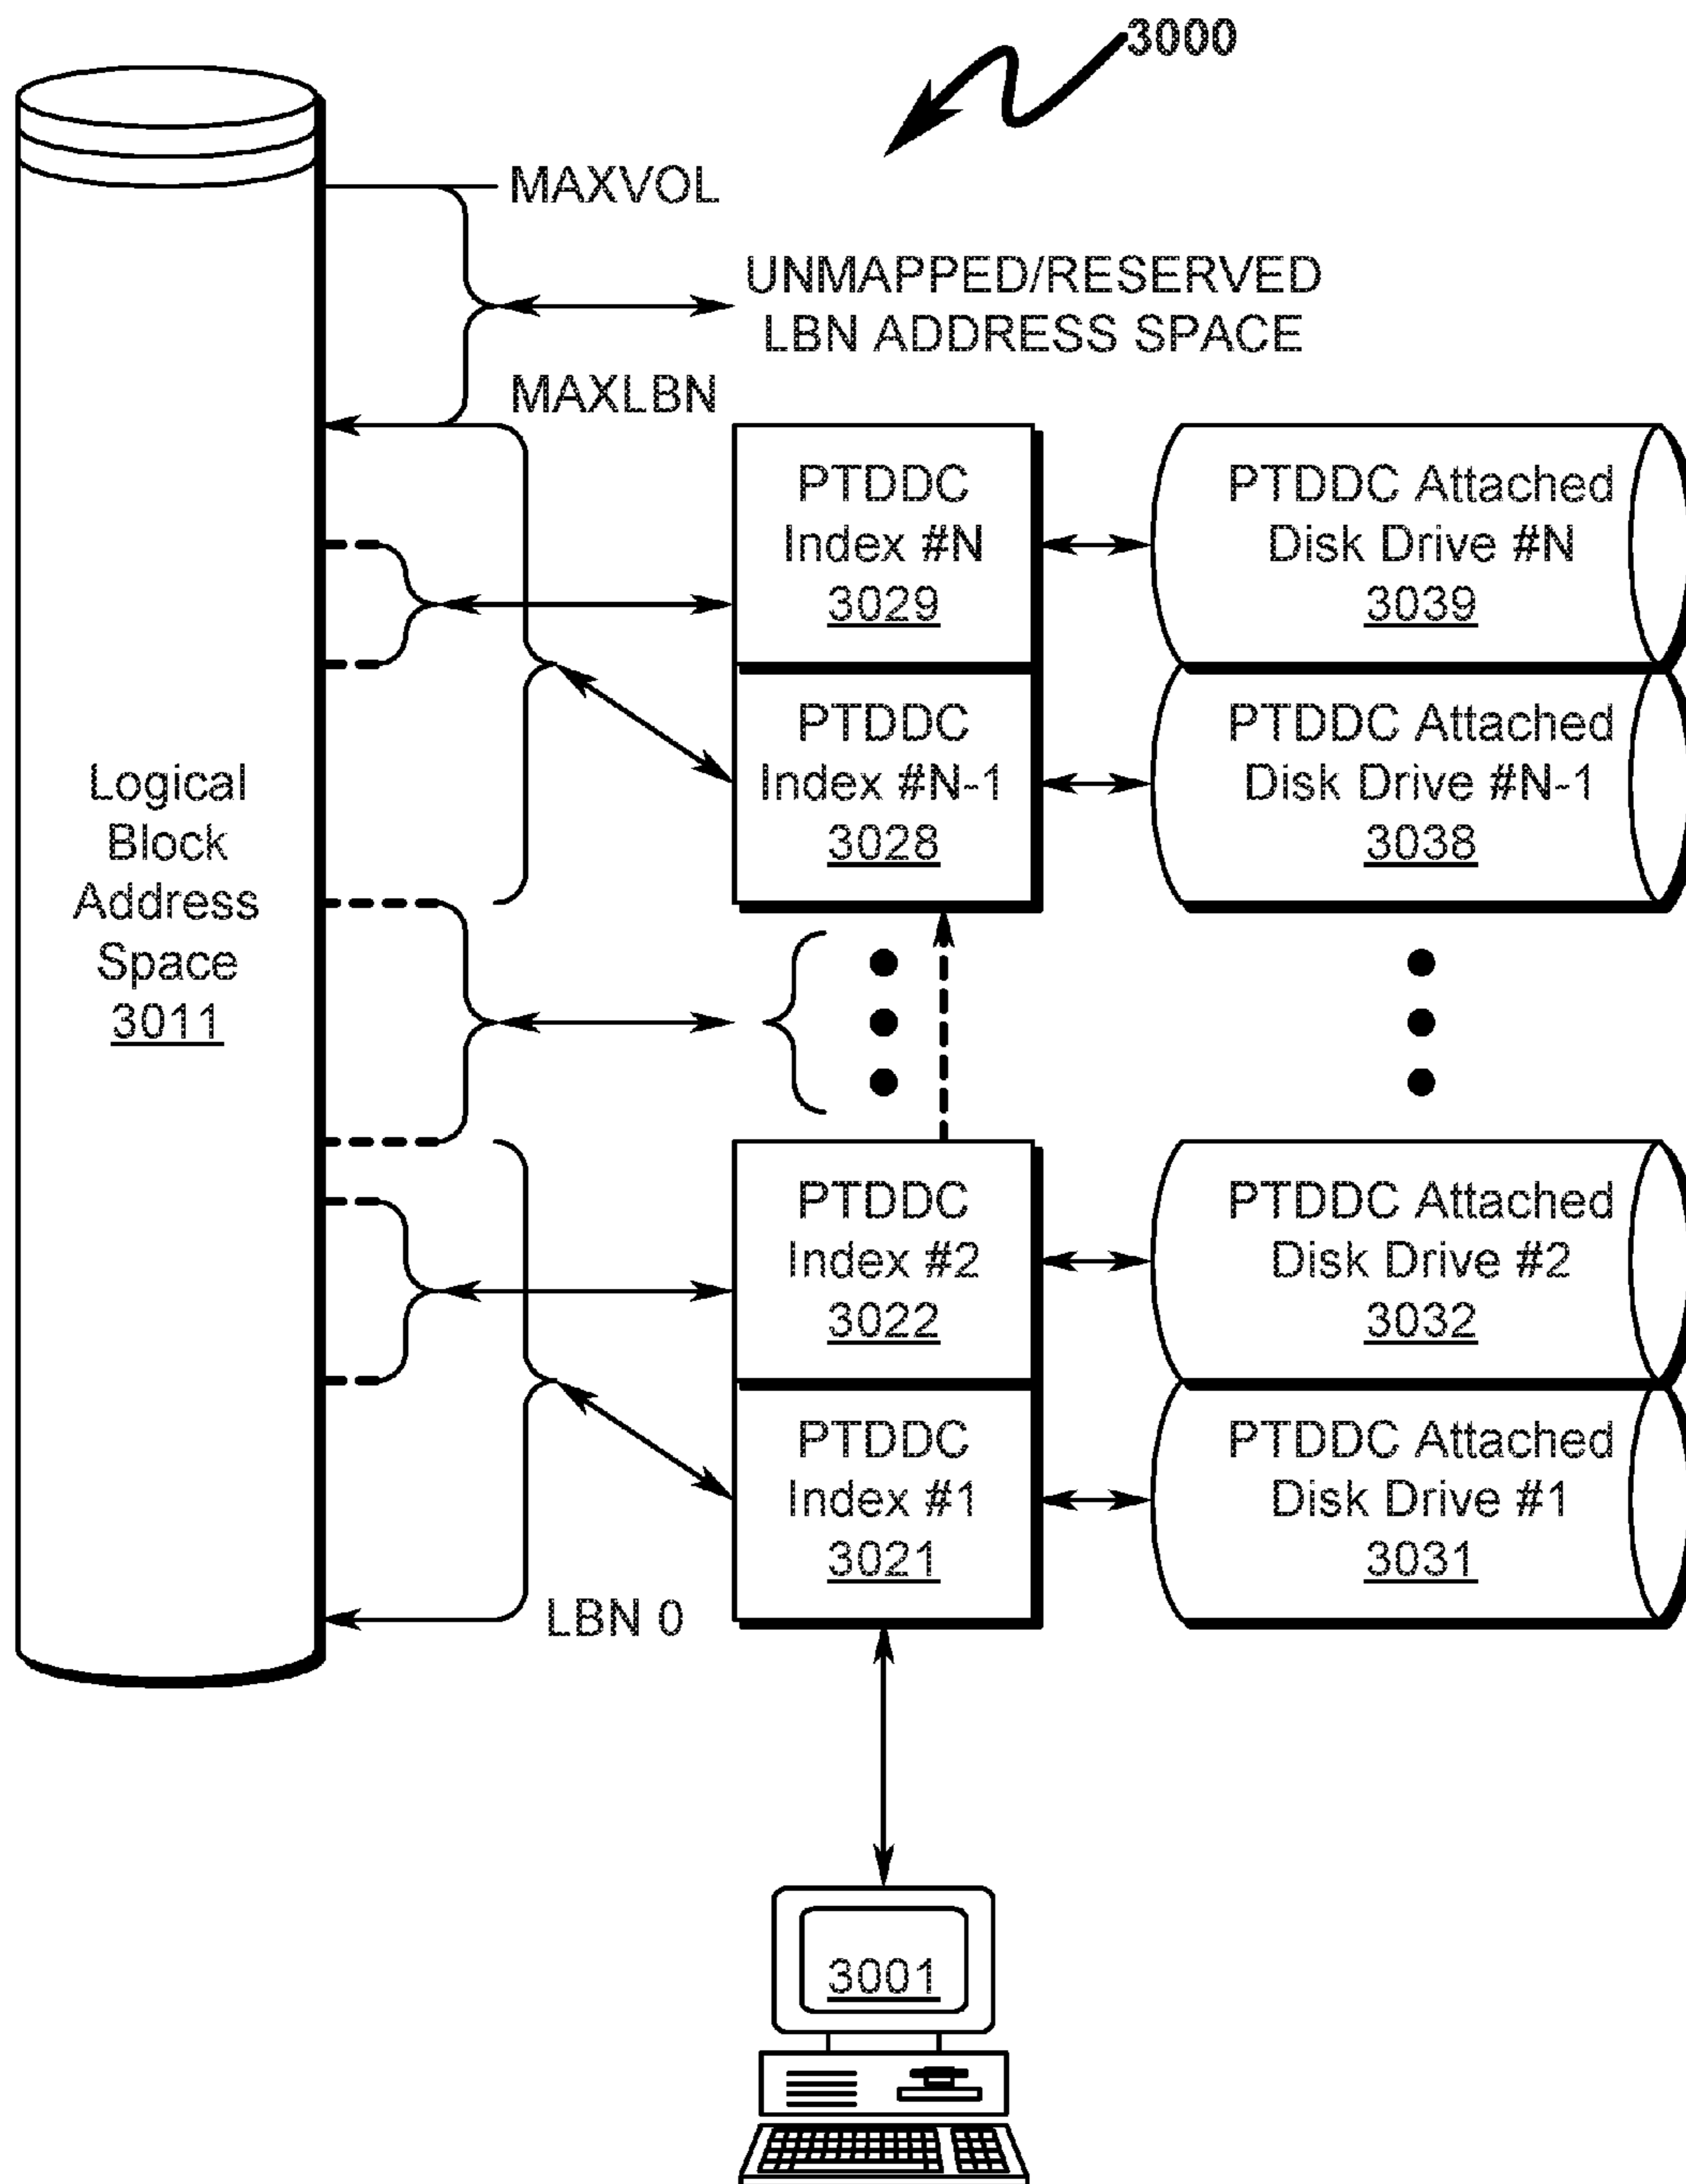 3000
MAXVOL
UNMAPPED/RESERVED
LBN ADDRESS SPACE
MAXLBN
PTDDC
Index #N
3029
PTDDC Attached
Disk Drive #N
3039
PTDDC
Index #N-1
3028
PTDDC Attached
Disk Drive #N-1
3038
Logical
Block
Address
Space
3011
PTDDC
Index #2
3022
PTDDC Attached
Disk Drive #2
3032
PTDDC
Index #1
3021
PTDDC Attached
Disk Drive #1
3031
LBN 0
3001